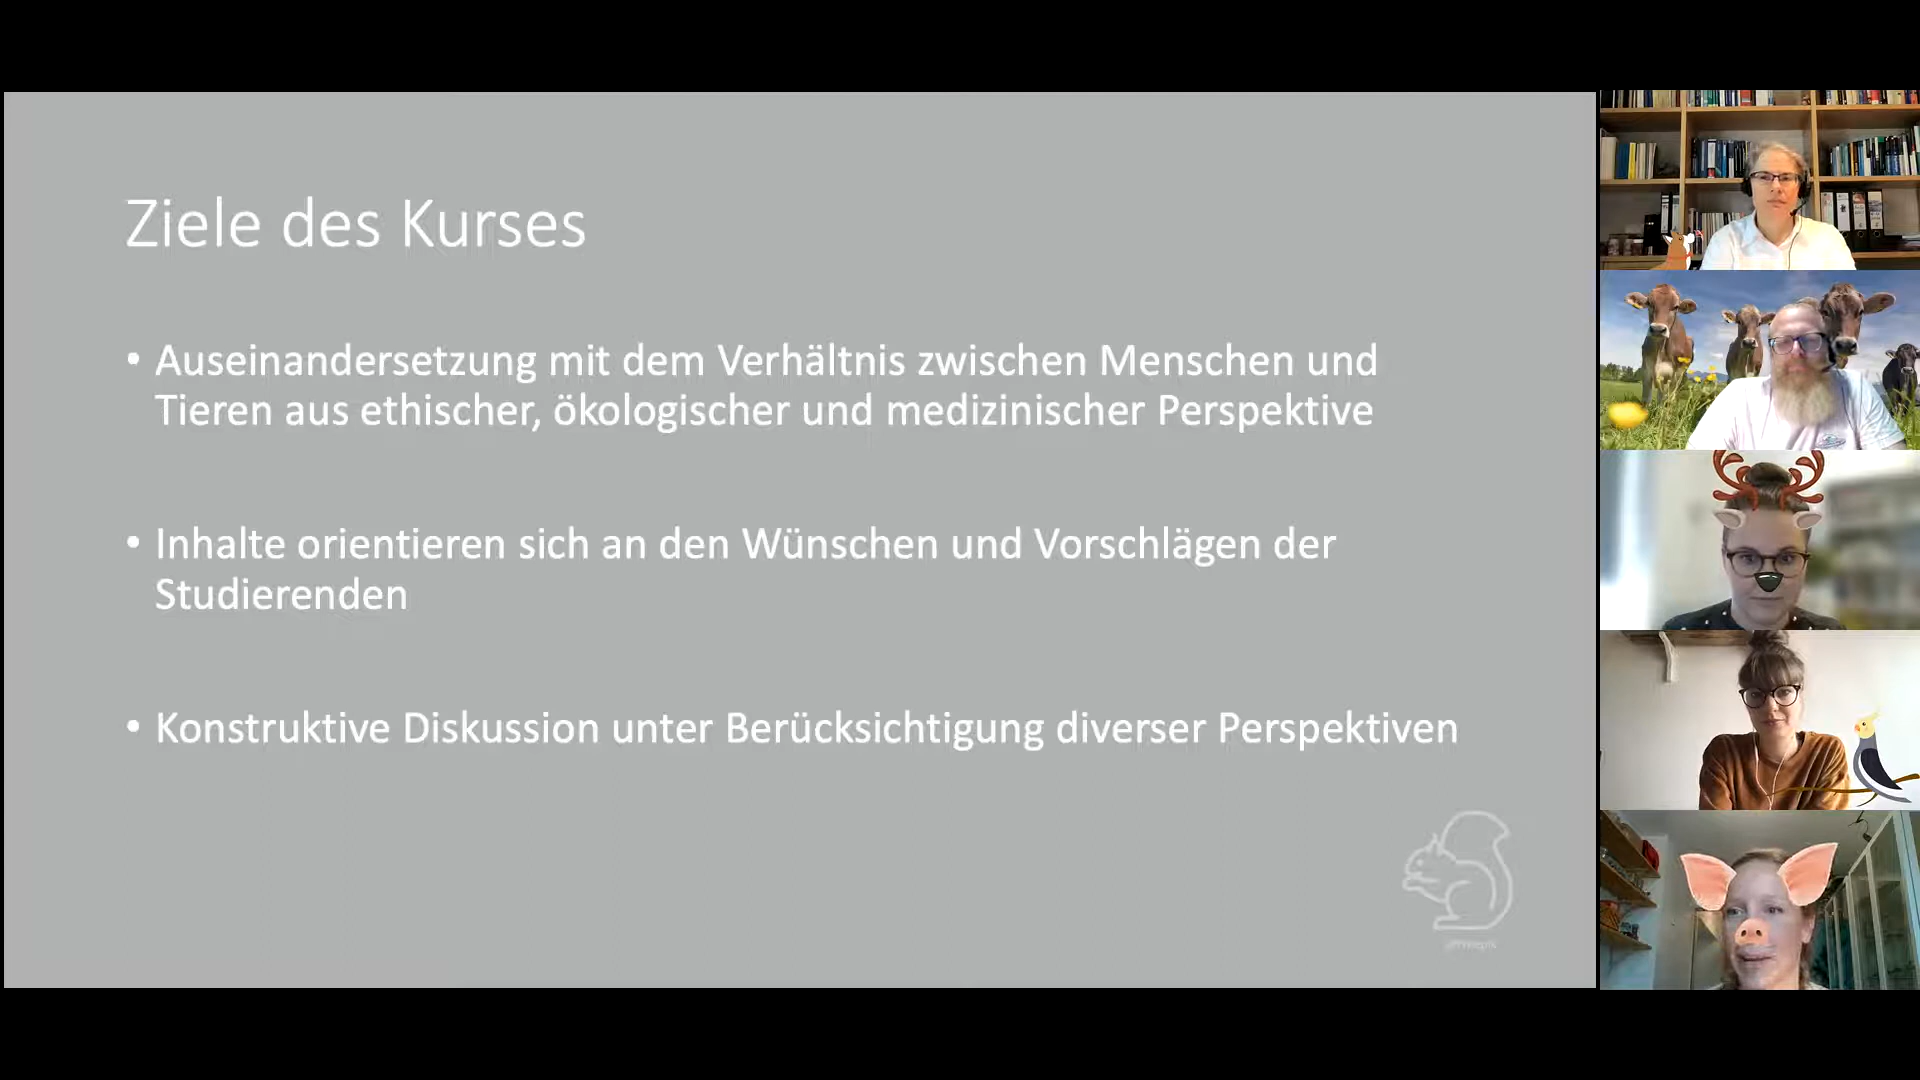 Ziele des Kurses
• Auseinandersetzung mit dem Verhältnis zwischen Menschen und
Tieren aus ethischer, ökologischer und medizinischer Perspektive
• Inhalte orientieren sich an den Wünschen und Vorschlägen der
Studierenden
• Konstruktive Diskussion unter Berücksichtigung diverser Perspektiven